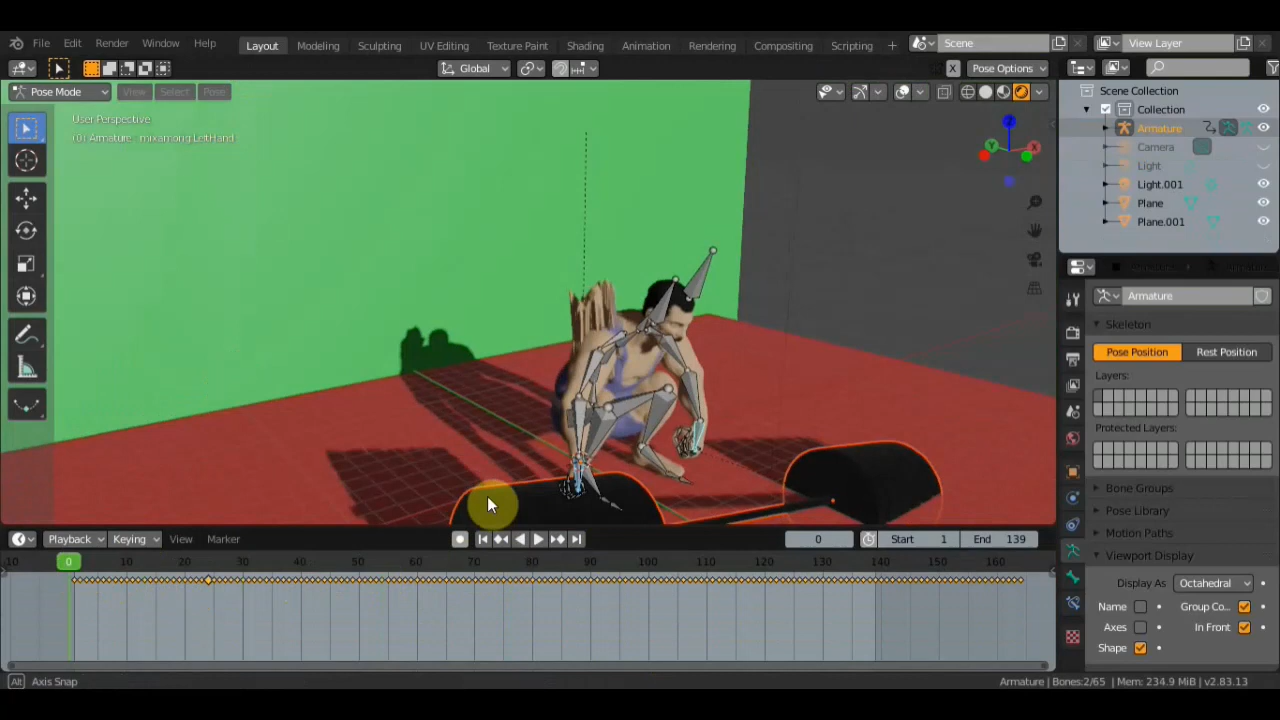 File Edit Render Window Help Layout Modeling Sculpting UV Editing Texture Paint Shading Animation Rendering Compositing Scripting + Scene View Layer
Global X Pose Options
Pose Mode View Select Pose
User Perspective
(0) Armature : mixamorig:LeftHand
Z
Y
X
Scene Collection
Collection
Armature
Camera
Light
Light.001
Plane
Plane.001
Armature
Skeleton
Pose Position Rest Position
Layers:
Protected Layers:
Bone Groups
Pose Library
Motion Paths
Viewport Display
Display As Octahedral
Name Group Co...
Axes In Front
Shape
Playback Keying View Marker 0 Start 1 End 139
-10 0 10 20 30 40 50 60 70 80 90 100 110 120 130 140 150 160
Alt Axis Snap Armature | Bones:2/65 | Mem: 234.9 MiB | v2.83.13